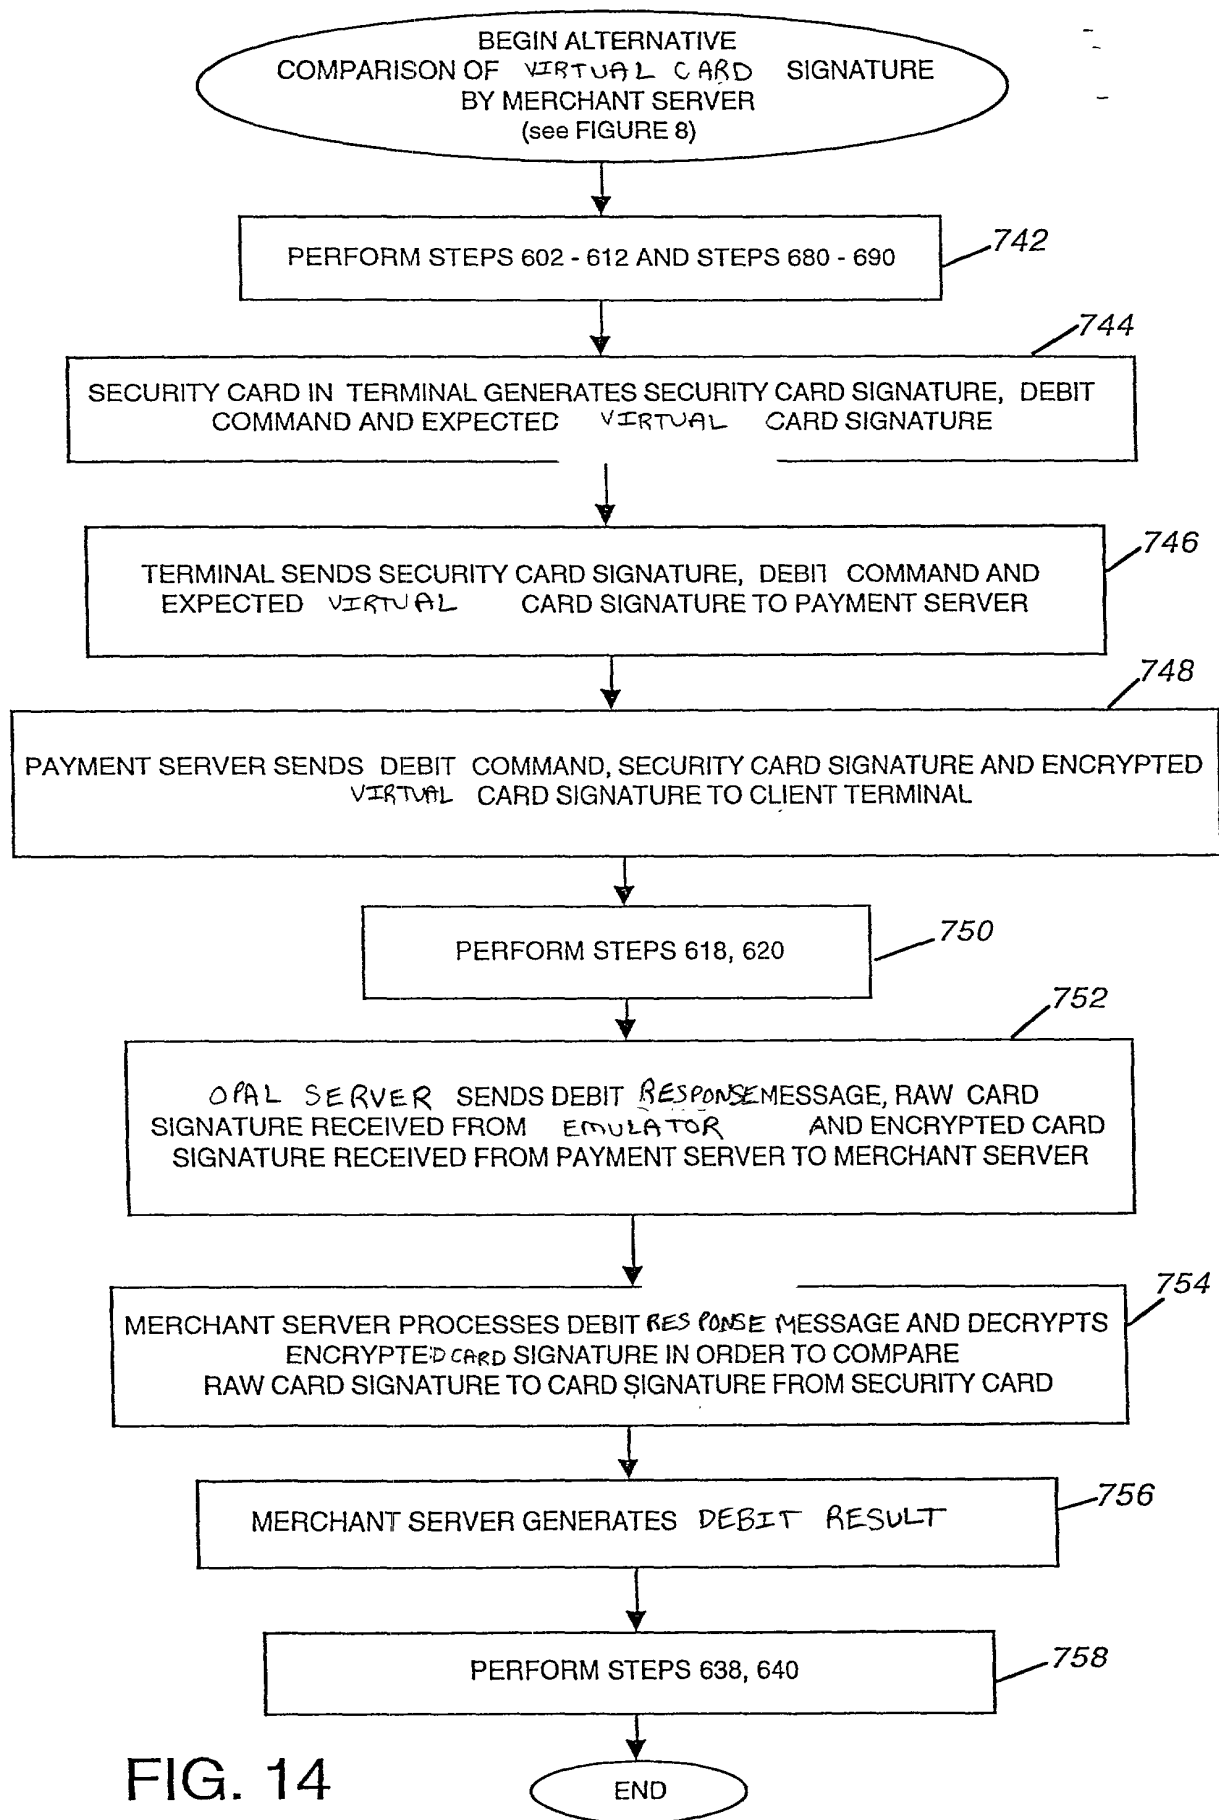 BEGIN ALTERNATIVE
COMPARISON OF VIRTUAL CARD SIGNATURE
BY MERCHANT SERVER
(see FIGURE 8)
PERFORM STEPS 602 - 612 AND STEPS 680 - 690
742
744
SECURITY CARD IN TERMINAL GENERATES SECURITY CARD SIGNATURE, DEBIT
COMMAND AND EXPECTED VIRTUAL CARD SIGNATURE
746
TERMINAL SENDS SECURITY CARD SIGNATURE, DEBIT COMMAND AND
EXPECTED VIRTUAL CARD SIGNATURE TO PAYMENT SERVER
748
PAYMENT SERVER SENDS DEBIT COMMAND, SECURITY CARD SIGNATURE AND ENCRYPTED
VIRTUAL CARD SIGNATURE TO CLIENT TERMINAL
PERFORM STEPS 618, 620
750
752
OPAL SERVER SENDS DEBIT RESPONSE MESSAGE, RAW CARD
SIGNATURE RECEIVED FROM EMULATOR AND ENCRYPTED CARD
SIGNATURE RECEIVED FROM PAYMENT SERVER TO MERCHANT SERVER
754
MERCHANT SERVER PROCESSES DEBIT RESPONSE MESSAGE AND DECRYPTS
ENCRYPTED CARD SIGNATURE IN ORDER TO COMPARE
RAW CARD SIGNATURE TO CARD SIGNATURE FROM SECURITY CARD
MERCHANT SERVER GENERATES DEBIT RESULT
756
PERFORM STEPS 638, 640
758
FIG. 14
END